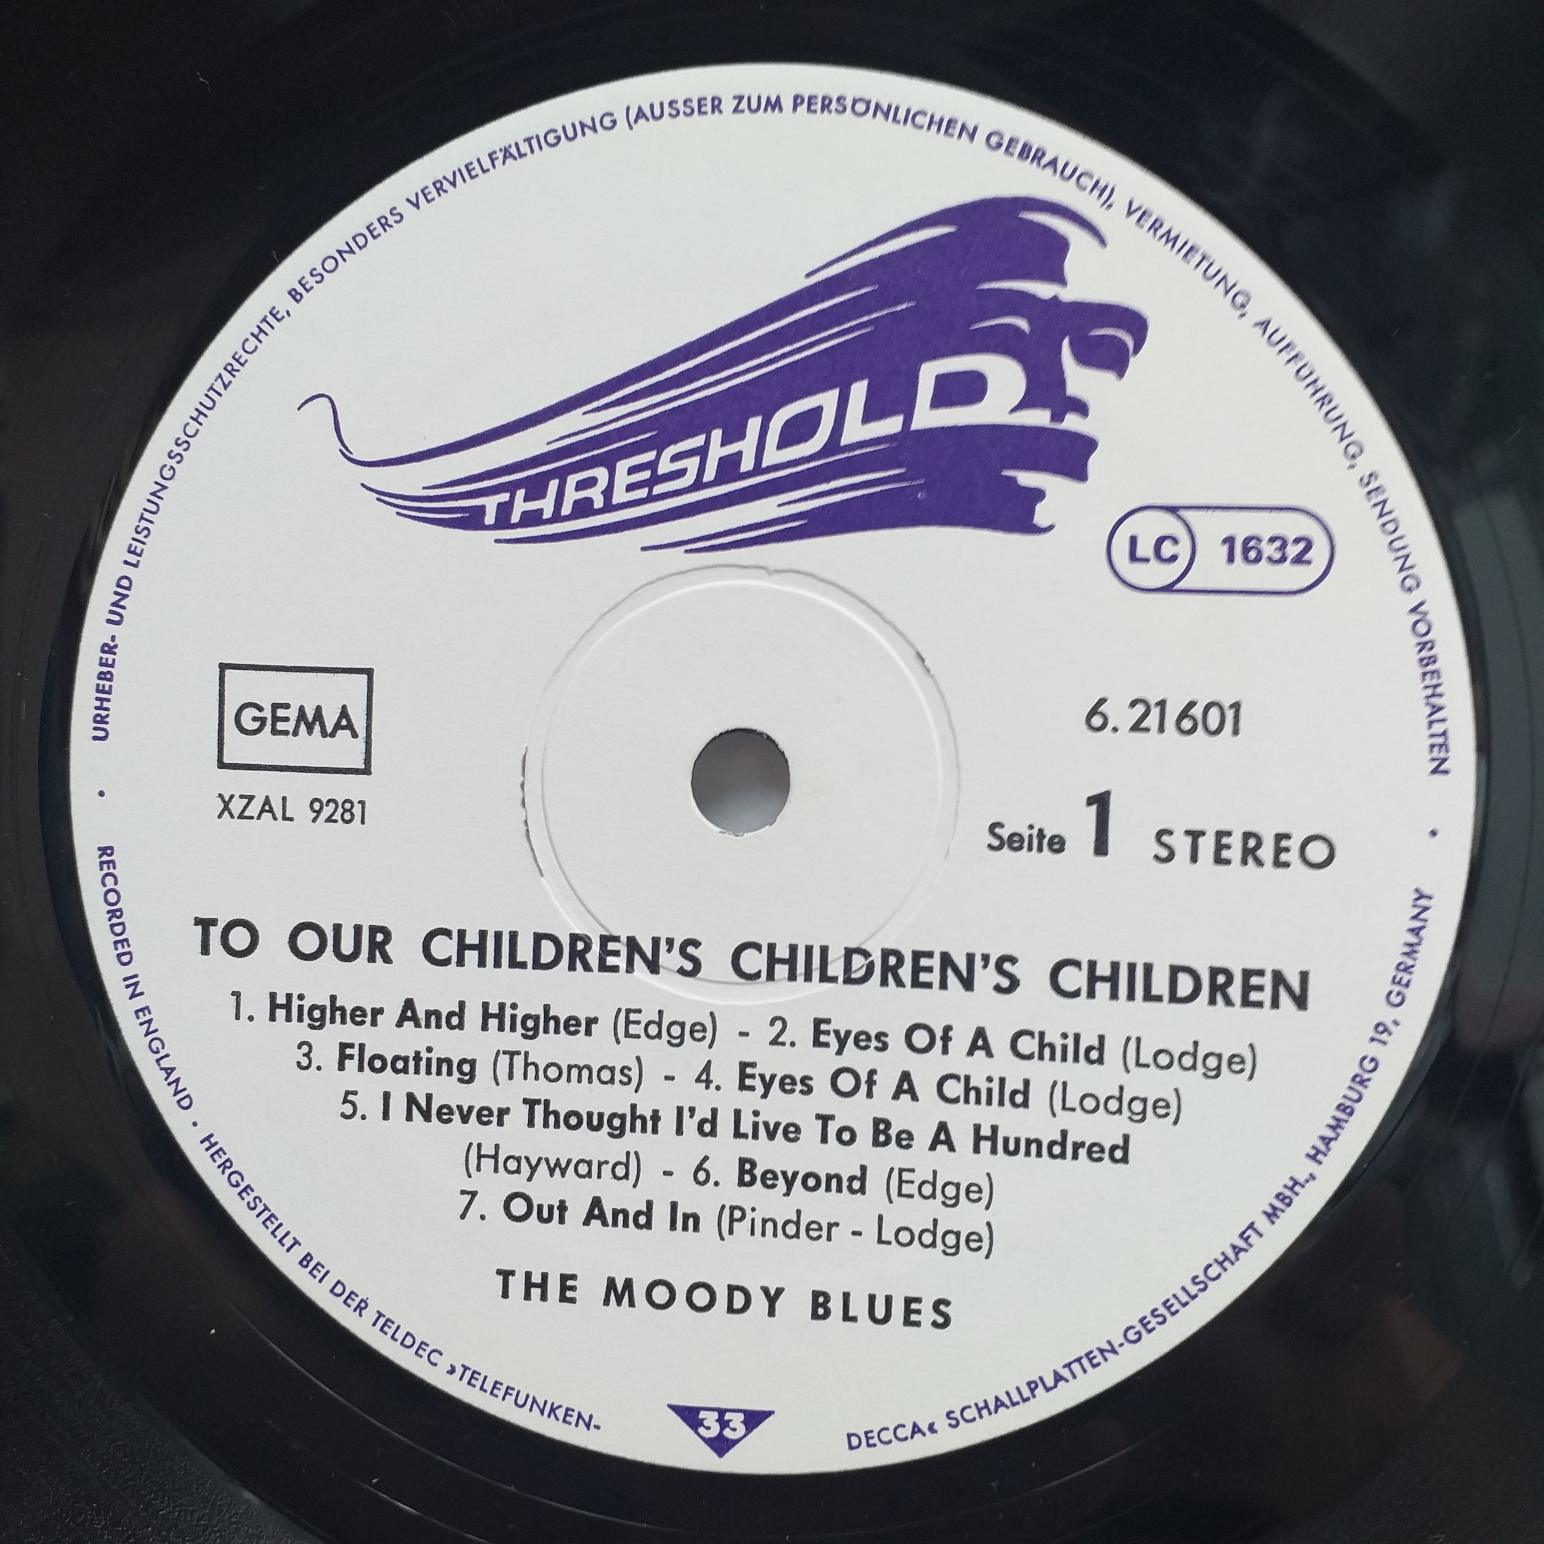 URHEBER- UND LEISTUNGSSCHUTZRECHTE, BESONDERS VERVIELFÄLTIGUNG (AUSSER ZUM PERSÖNLICHEN GEBRAUCH), VERMIETUNG, AUFFÜHRUNG, SENDUNG VORBEHALTEN
THRESHOLD
LC 1632
GEMA
XZAL 9281
6.21601
Seite 1 STEREO
TO OUR CHILDREN'S CHILDREN'S CHILDREN
1. Higher And Higher (Edge) - 2. Eyes Of A Child (Lodge)
3. Floating (Thomas) - 4. Eyes Of A Child (Lodge)
5. I Never Thought I'd Live To Be A Hundred
(Hayward) - 6. Beyond (Edge)
7. Out And In (Pinder - Lodge)
THE MOODY BLUES
33
RECORDED IN ENGLAND · HERGESTELLT BEI DER TELDEC »TELEFUNKEN-DECCA« SCHALLPLATTEN-GESELLSCHAFT MBH., HAMBURG 19, GERMANY